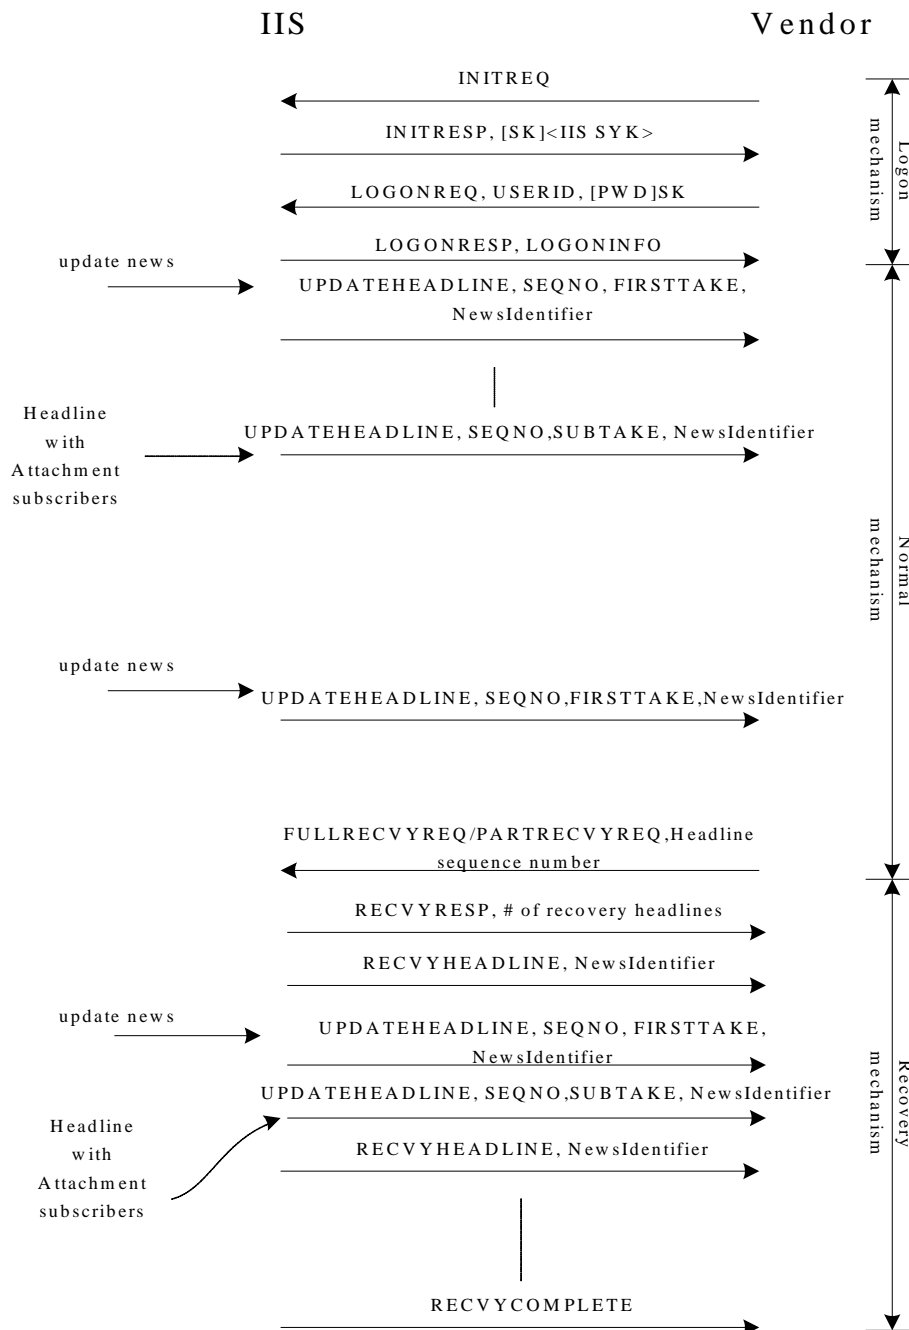 IIS
Vendor
INITREQ
INITRESP, [SK]<IIS SYK>
LOGONREQ, USERID, [PWD]SK
LOGONRESP, LOGONINFO
Logon
mechanism
update news
UPDATEHEADLINE, SEQNO, FIRSTTAKE,
NewsIdentifier
Headline
with
Attachment
subscribers
UPDATEHEADLINE, SEQNO,SUBTAKE, NewsIdentifier
Normal
mechanism
update news
UPDATEHEADLINE, SEQNO,FIRSTTAKE,NewsIdentifier
FULLRECVYREQ/PARTRECVYREQ,Headline
sequence number
RECVYRESP, # of recovery headlines
RECVYHEADLINE, NewsIdentifier
update news
UPDATEHEADLINE, SEQNO, FIRSTTAKE,
NewsIdentifier
UPDATEHEADLINE, SEQNO,SUBTAKE, NewsIdentifier
Headline
with
Attachment
subscribers
RECVYHEADLINE, NewsIdentifier
Recovery
mechanism
RECVYCOMPLETE